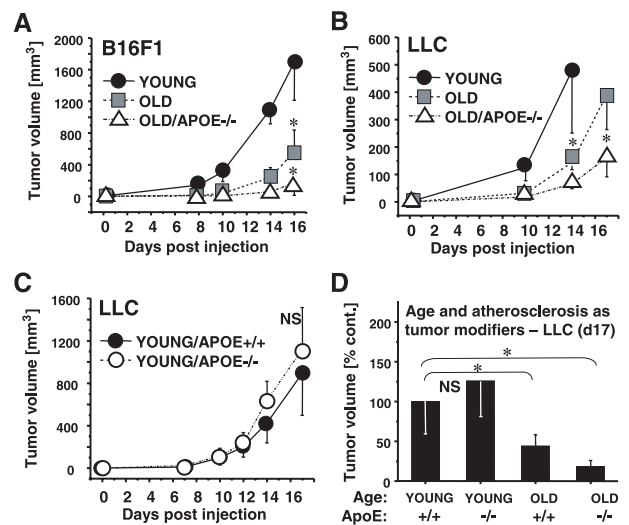 A
B16F1
Tumor volume [mm³]
2000
1600
1200
800
400
0
YOUNG
OLD
OLD/APOE-/-
*
*
0 2 4 6 8 10 12 14 16
Days post injection
B
LLC
Tumor volume [mm³]
600
500
400
300
200
100
0
YOUNG
OLD
OLD/APOE-/-
*
*
0 2 4 6 8 10 12 14 16
Days post injection
C
LLC
Tumor volume [mm³]
1600
1200
800
400
0
YOUNG/APOE+/+
YOUNG/APOE-/-
NS
0 2 4 6 8 10 12 14 16
Days post injection
D
Age and atherosclerosis as
tumor modifiers – LLC (d17)
Tumor volume [% cont.]
200
150
100
50
0
*
*
NS
Age: YOUNG YOUNG OLD OLD
ApoE: +/+ -/- +/+ -/-